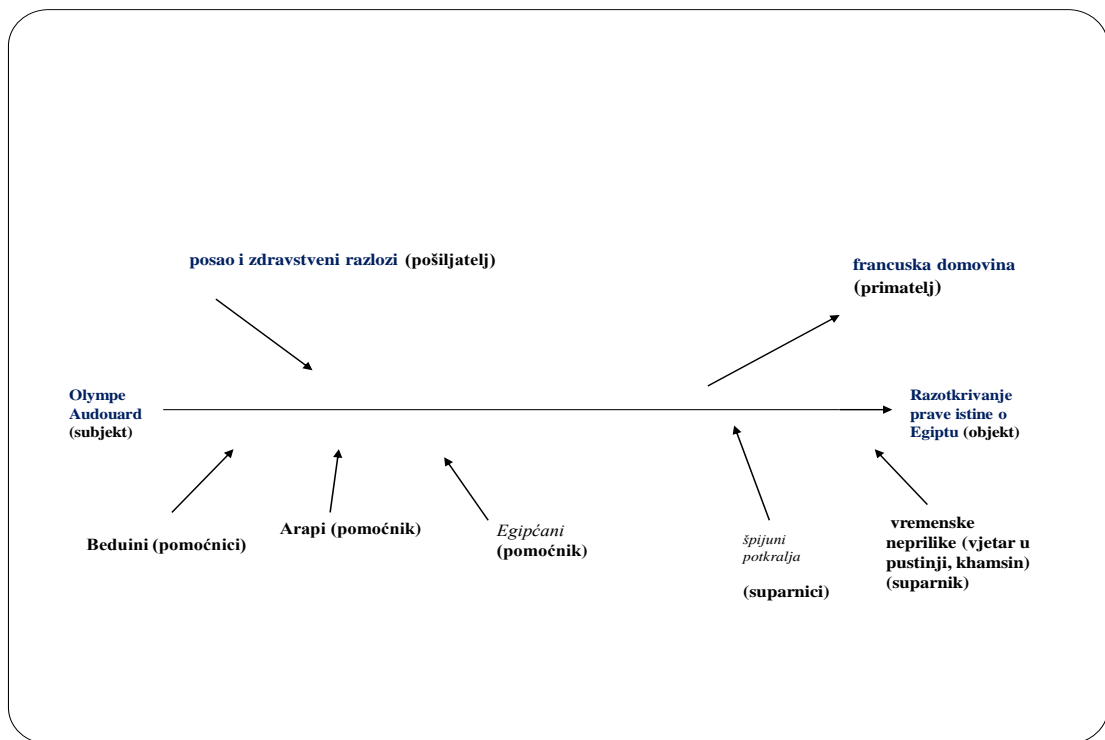 posao i zdravstveni razlozi (pošiljatelj)
francuska domovina
(primatelj)
Olympe
Audouard
(subjekt)
Razotkrivanje
prave istine o
Egiptu (objekt)
Beduini (pomoćnici)
Arapi (pomoćnik)
Egipćani
(pomoćnik)
špijuni
potkralja
(suparnici)
vremenske
neprilike (vjetar u
pustinji, khamsin)
(suparnik)